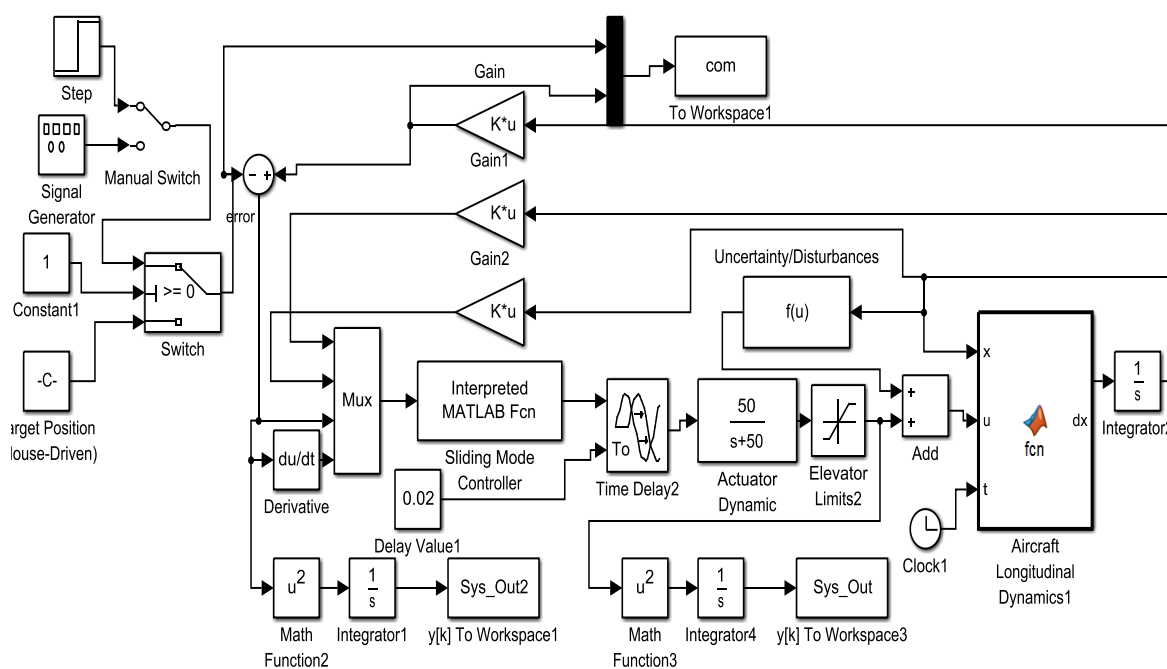 Step
Signal
Generator
Manual Switch
1
Constant1
-C-
arget Position
ouse-Driven)
>= 0
Switch
- +
error
Gain
K*u
Gain1
K*u
Gain2
K*u
com
To Workspace1
Mux
du/dt
Derivative
Interpreted
MATLAB Fcn
Sliding Mode
Controller
0.02
Delay Value1
To
Time Delay2
50
s+50
Actuator
Dynamic
Elevator
Limits2
Uncertainty/Disturbances
f(u)
+
+
Add
Clock1
x
u
t
fcn
dx
Aircraft
Longitudinal
Dynamics1
1
s
Integrator2
u2
Math
Function2
1
s
Integrator1
Sys_Out2
y[k] To Workspace1
u2
Math
Function3
1
s
Integrator4
Sys_Out
y[k] To Workspace3